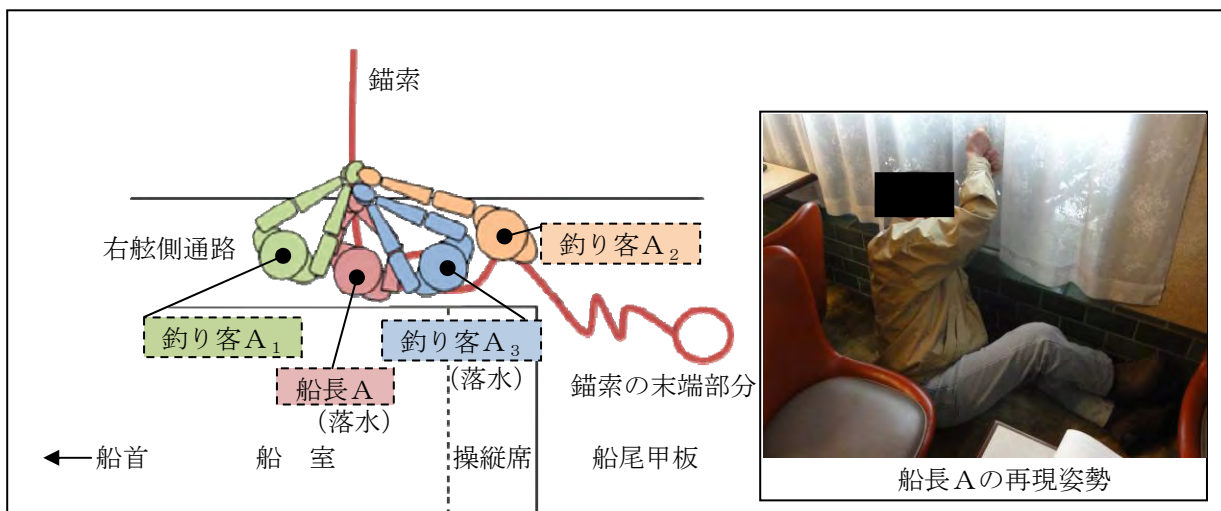 錨索
右舷側通路
釣り客A₂
釣り客A₁
釣り客A₃
(落水)
船長A
(落水)
錨索の末端部分
←船首
船 室
操縦席
船尾甲板
船長Aの再現姿勢